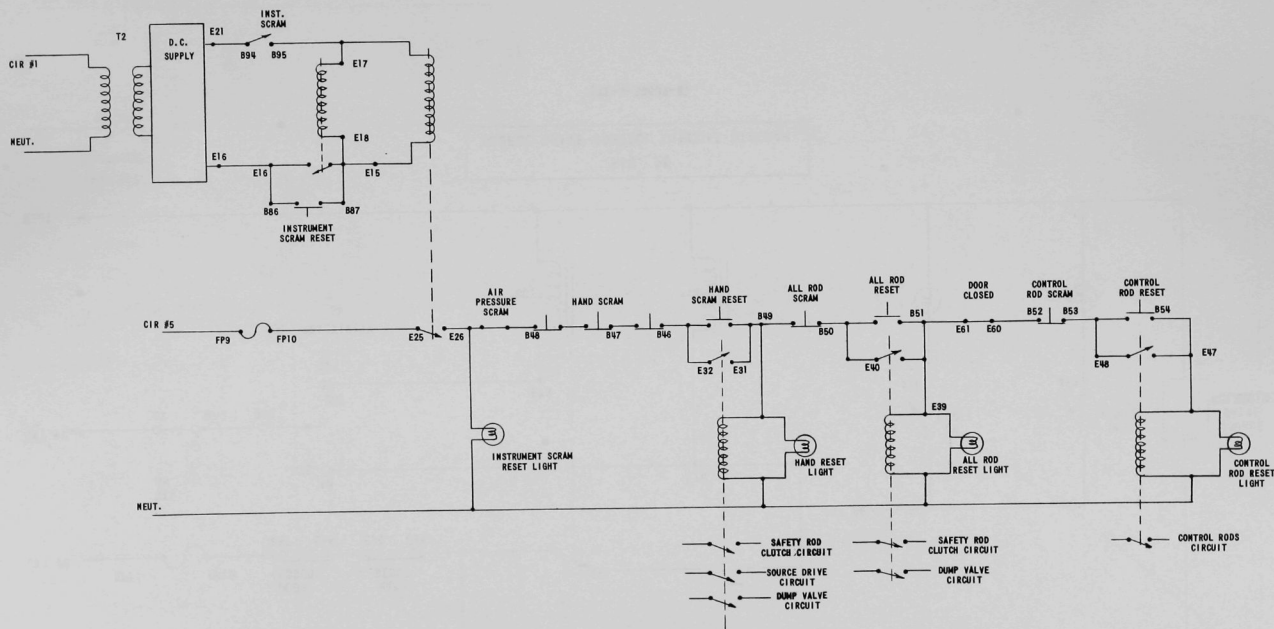 INST.
SCRAM
T2
D.C.
SUPPLY
E21
B94
B95
CIR #1
E17
NEUT.
E18
E16
E16
E15
B86
B87
INSTRUMENT
SCRAM RESET
AIR
PRESSURE
SCRAM
HAND SCRAM
HAND
SCRAM RESET
ALL ROD
SCRAM
ALL ROD
RESET
DOOR
CLOSED
CONTROL
ROD SCRAM
CONTROL
ROD RESET
CIR #5
FP9
FP10
E25
E26
B48
B47
B46
B49
B50
B51
E61
E60
B52
B53
B54
E32
E31
E40
E48
E47
E39
INSTRUMENT SCRAM
RESET LIGHT
HAND RESET
LIGHT
ALL ROD
RESET LIGHT
CONTROL
ROD RESET
LIGHT
NEUT.
SAFETY ROD
CLUTCH CIRCUIT
SOURCE DRIVE
CIRCUIT
DUMP VALVE
CIRCUIT
SAFETY ROD
CLUTCH CIRCUIT
DUMP VALVE
CIRCUIT
CONTROL RODS
CIRCUIT